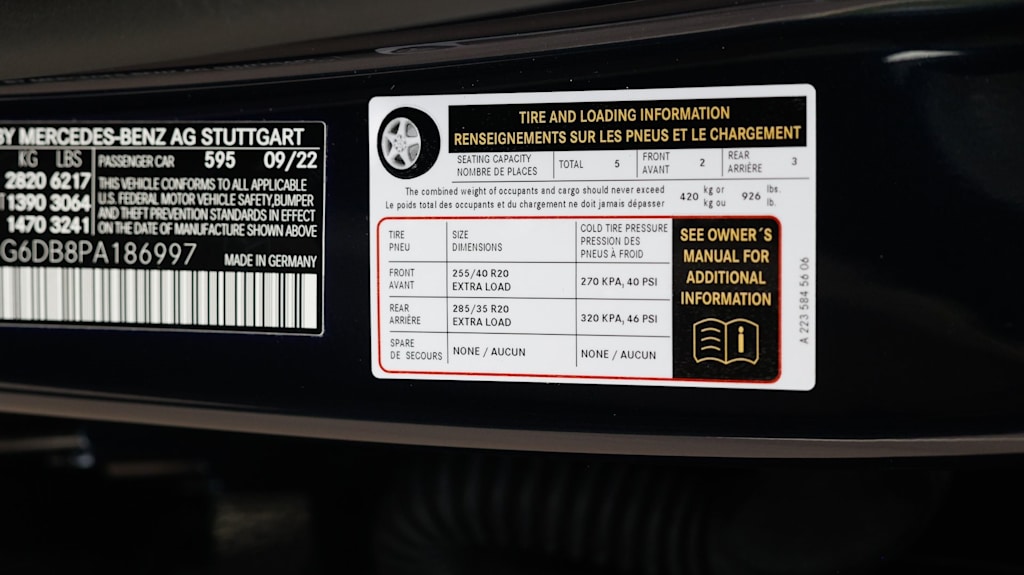 BY MERCEDES-BENZ AG STUTTGART
KG LBS PASSENGER CAR 595 09/22
2820 6217
1390 3064
1470 3241
THIS VEHICLE CONFORMS TO ALL APPLICABLE
U.S. FEDERAL MOTOR VEHICLE SAFETY, BUMPER
AND THEFT PREVENTION STANDARDS IN EFFECT
ON THE DATE OF MANUFACTURE SHOWN ABOVE
G6DB8PA186997 MADE IN GERMANY
TIRE AND LOADING INFORMATION
RENSEIGNEMENTS SUR LES PNEUS ET LE CHARGEMENT
SEATING CAPACITY
NOMBRE DE PLACES
TOTAL 5
FRONT
AVANT
2
REAR
ARRIÈRE
3
The combined weight of occupants and cargo should never exceed
Le poids total des occupants et du chargement ne doit jamais dépasser
420 kg or
kg ou
926 lbs.
lb.
TIRE
PNEU
SIZE
DIMENSIONS
COLD TIRE PRESSURE
PRESSION DES
PNEUS À FROID
FRONT
AVANT
255/40 R20
EXTRA LOAD
270 KPA, 40 PSI
REAR
ARRIÈRE
285/35 R20
EXTRA LOAD
320 KPA, 46 PSI
SPARE
DE SECOURS
NONE / AUCUN
NONE / AUCUN
SEE OWNER´S
MANUAL FOR
ADDITIONAL
INFORMATION
A 223 584 56 06